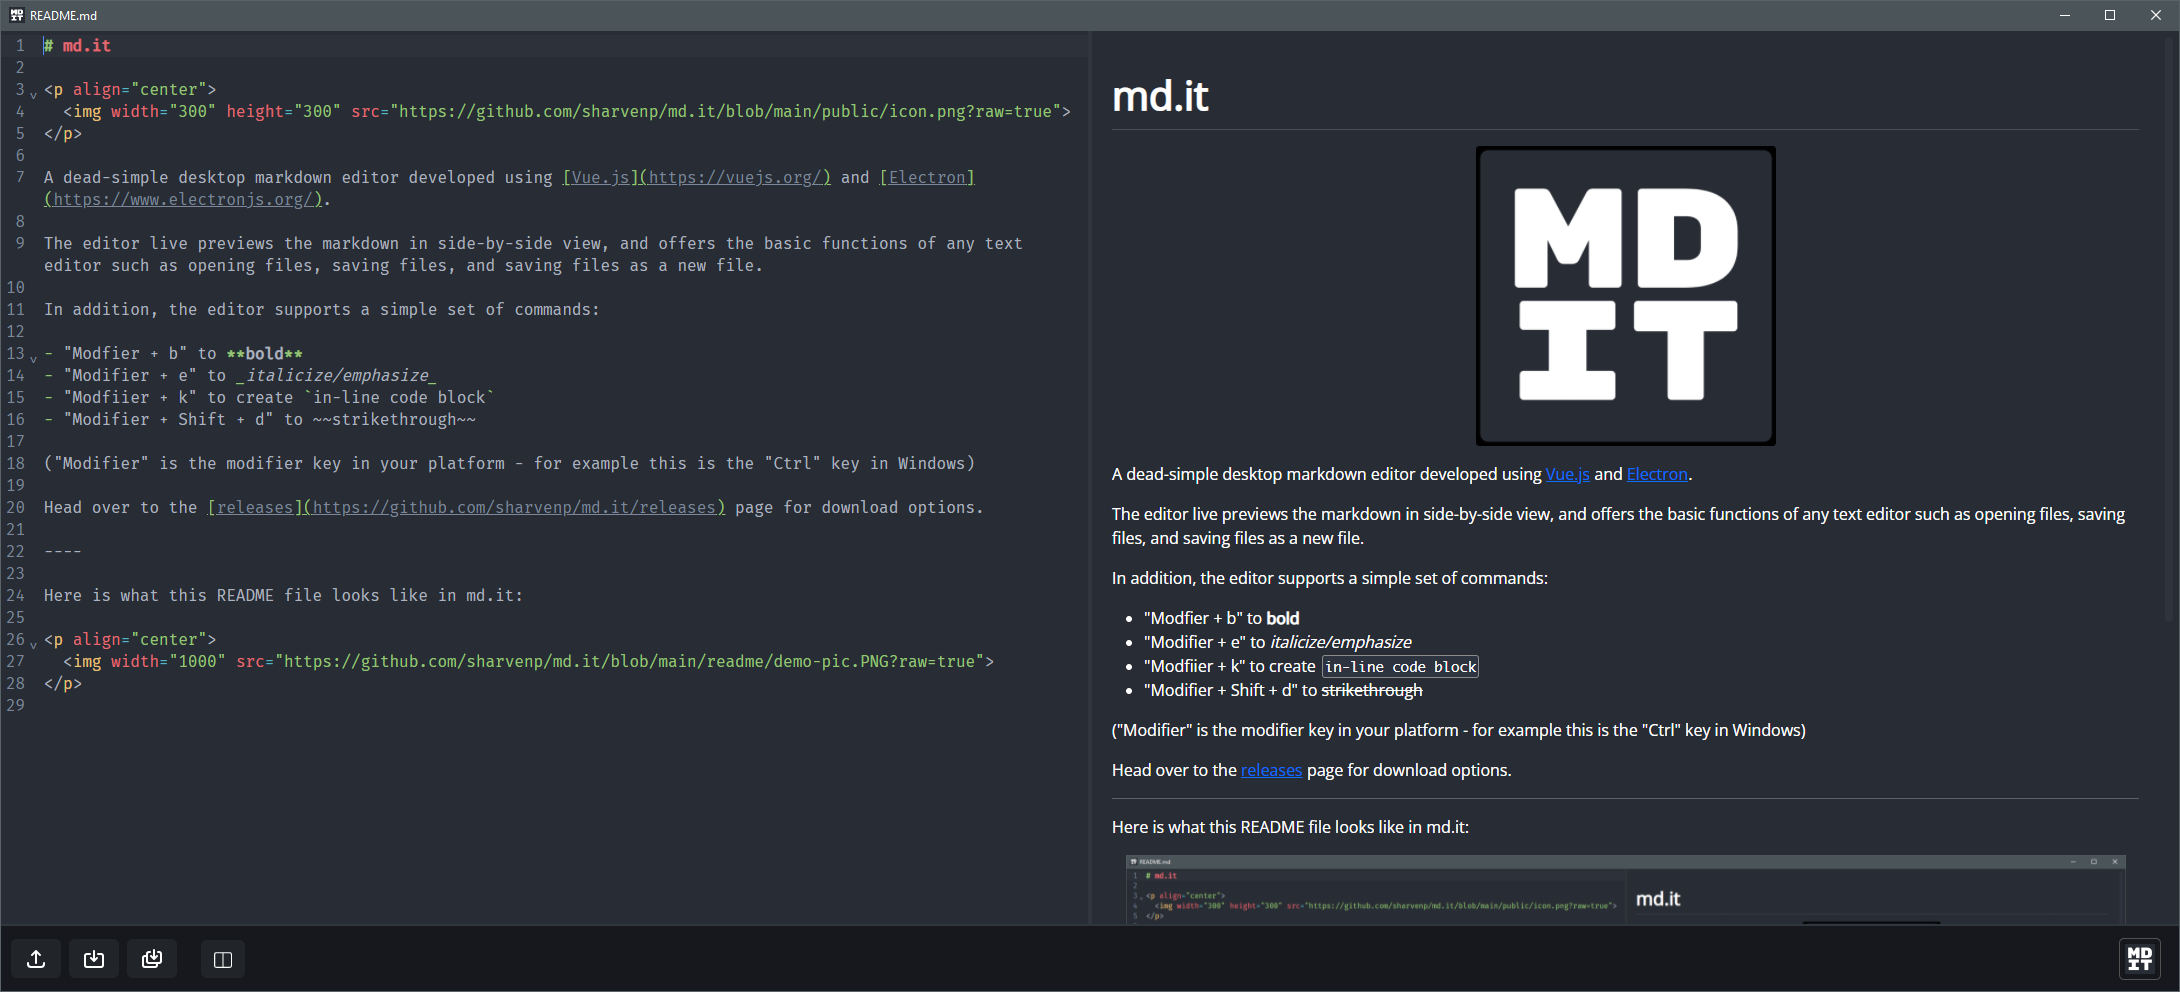 README.md
1 # md.it
2
3 <p align="center">
4 <img width="300" height="300" src="https://github.com/sharvenp/md.it/blob/main/public/icon.png?raw=true">
5 </p>
6
7 A dead-simple desktop markdown editor developed using [Vue.js](https://vuejs.org/) and [Electron]
(https://www.electronjs.org/).
8
9 The editor live previews the markdown in side-by-side view, and offers the basic functions of any text
editor such as opening files, saving files, and saving files as a new file.
10
11 In addition, the editor supports a simple set of commands:
12
13 - "Modfier + b" to **bold**
14 - "Modifier + e" to _italicize/emphasize_
15 - "Modfiier + k" to create `in-line code block`
16 - "Modifier + Shift + d" to ~~strikethrough~~
17
18 ("Modifier" is the modifier key in your platform - for example this is the "Ctrl" key in Windows)
19
20 Head over to the [releases](https://github.com/sharvenp/md.it/releases) page for download options.
21
22 ----
23
24 Here is what this README file looks like in md.it:
25
26 <p align="center">
27 <img width="1000" src="https://github.com/sharvenp/md.it/blob/main/readme/demo-pic.PNG?raw=true">
28 </p>
29
md.it
MD
IT
A dead-simple desktop markdown editor developed using Vue.js and Electron.
The editor live previews the markdown in side-by-side view, and offers the basic functions of any text editor such as opening files, saving
files, and saving files as a new file.
In addition, the editor supports a simple set of commands:
• "Modfier + b" to bold
• "Modifier + e" to italicize/emphasize
• "Modfiier + k" to create in-line code block
• "Modifier + Shift + d" to strikethrough
("Modifier" is the modifier key in your platform - for example this is the "Ctrl" key in Windows)
Head over to the releases page for download options.
Here is what this README file looks like in md.it:
README.md
1 # md.it
2
3 <p align="center">
4 <img width="300" height="300" src="https://github.com/sharvenp/md.it/blob/main/public/icon.png?raw=true">
5 </p>
md.it
MD
IT